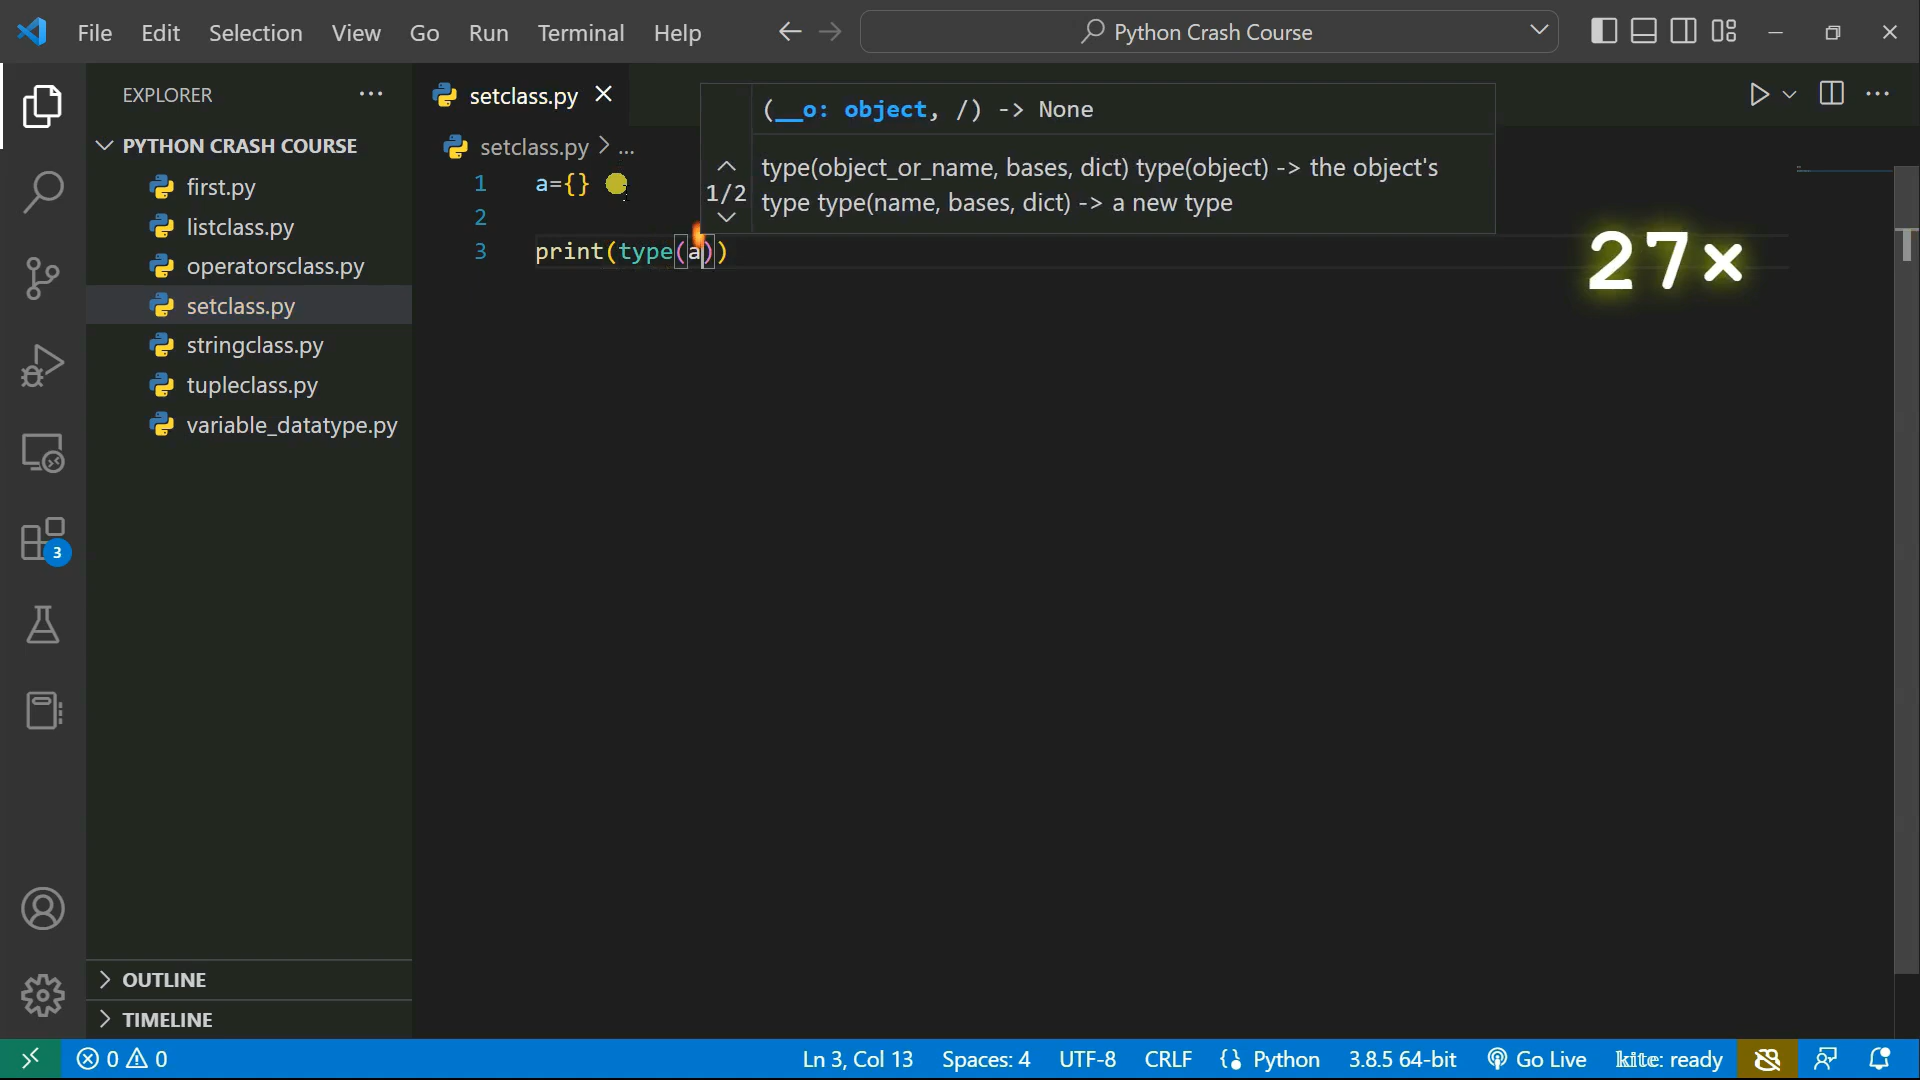 File Edit Selection View Go Run Terminal Help
Python Crash Course
EXPLORER
PYTHON CRASH COURSE
first.py
listclass.py
operatorsclass.py
setclass.py
stringclass.py
tupleclass.py
variable_datatype.py
OUTLINE
TIMELINE
3
setclass.py
setclass.py > ...
1 a={}
2
3 print(type(a))
(__o: object, /) -> None
1/2
type(object_or_name, bases, dict) type(object) -> the object's
type type(name, bases, dict) -> a new type
27×
0 0 Ln 3, Col 13 Spaces: 4 UTF-8 CRLF {} Python 3.8.5 64-bit Go Live kite: ready